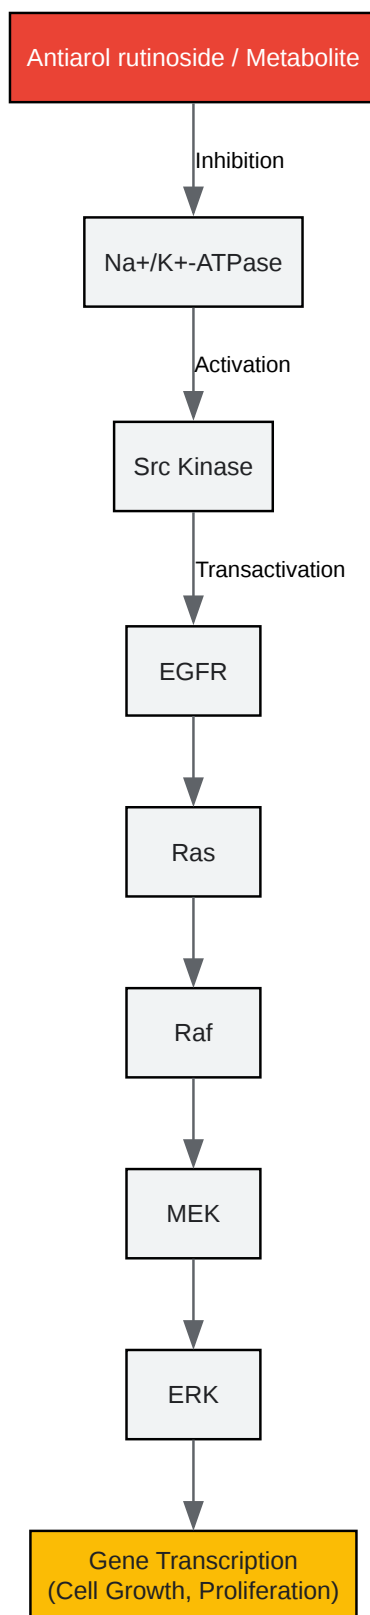 Antiarol rutinoside / Metabolite
Inhibition
Na+/K+-ATPase
Activation
Src Kinase
Transactivation
EGFR
Ras
Raf
MEK
ERK
Gene Transcription
(Cell Growth, Proliferation)